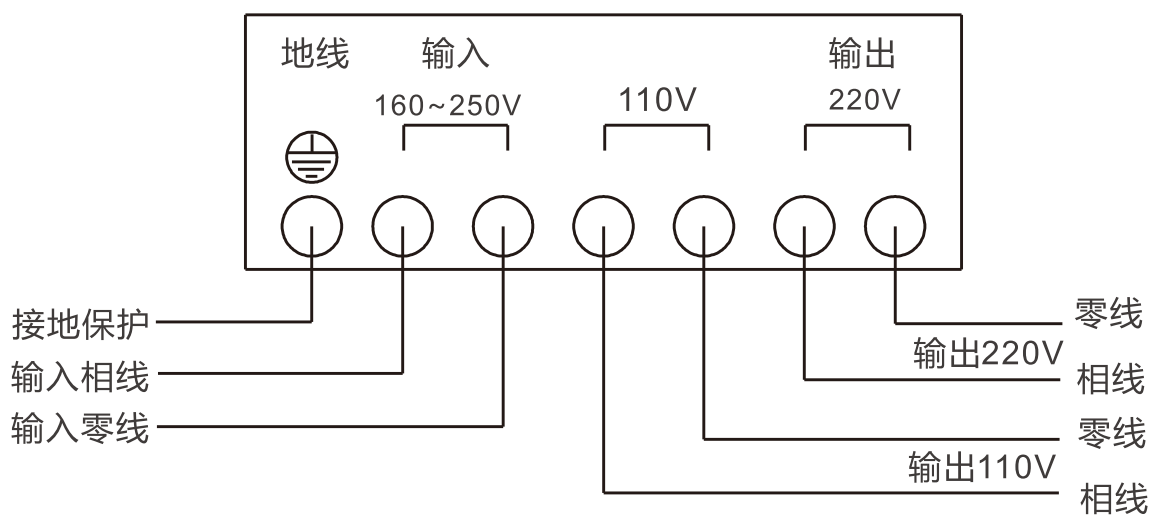 地线 输入 输出
160~250V 110V 220V
接地保护
输入相线
输入零线
零线
输出220V
相线
零线
输出110V
相线